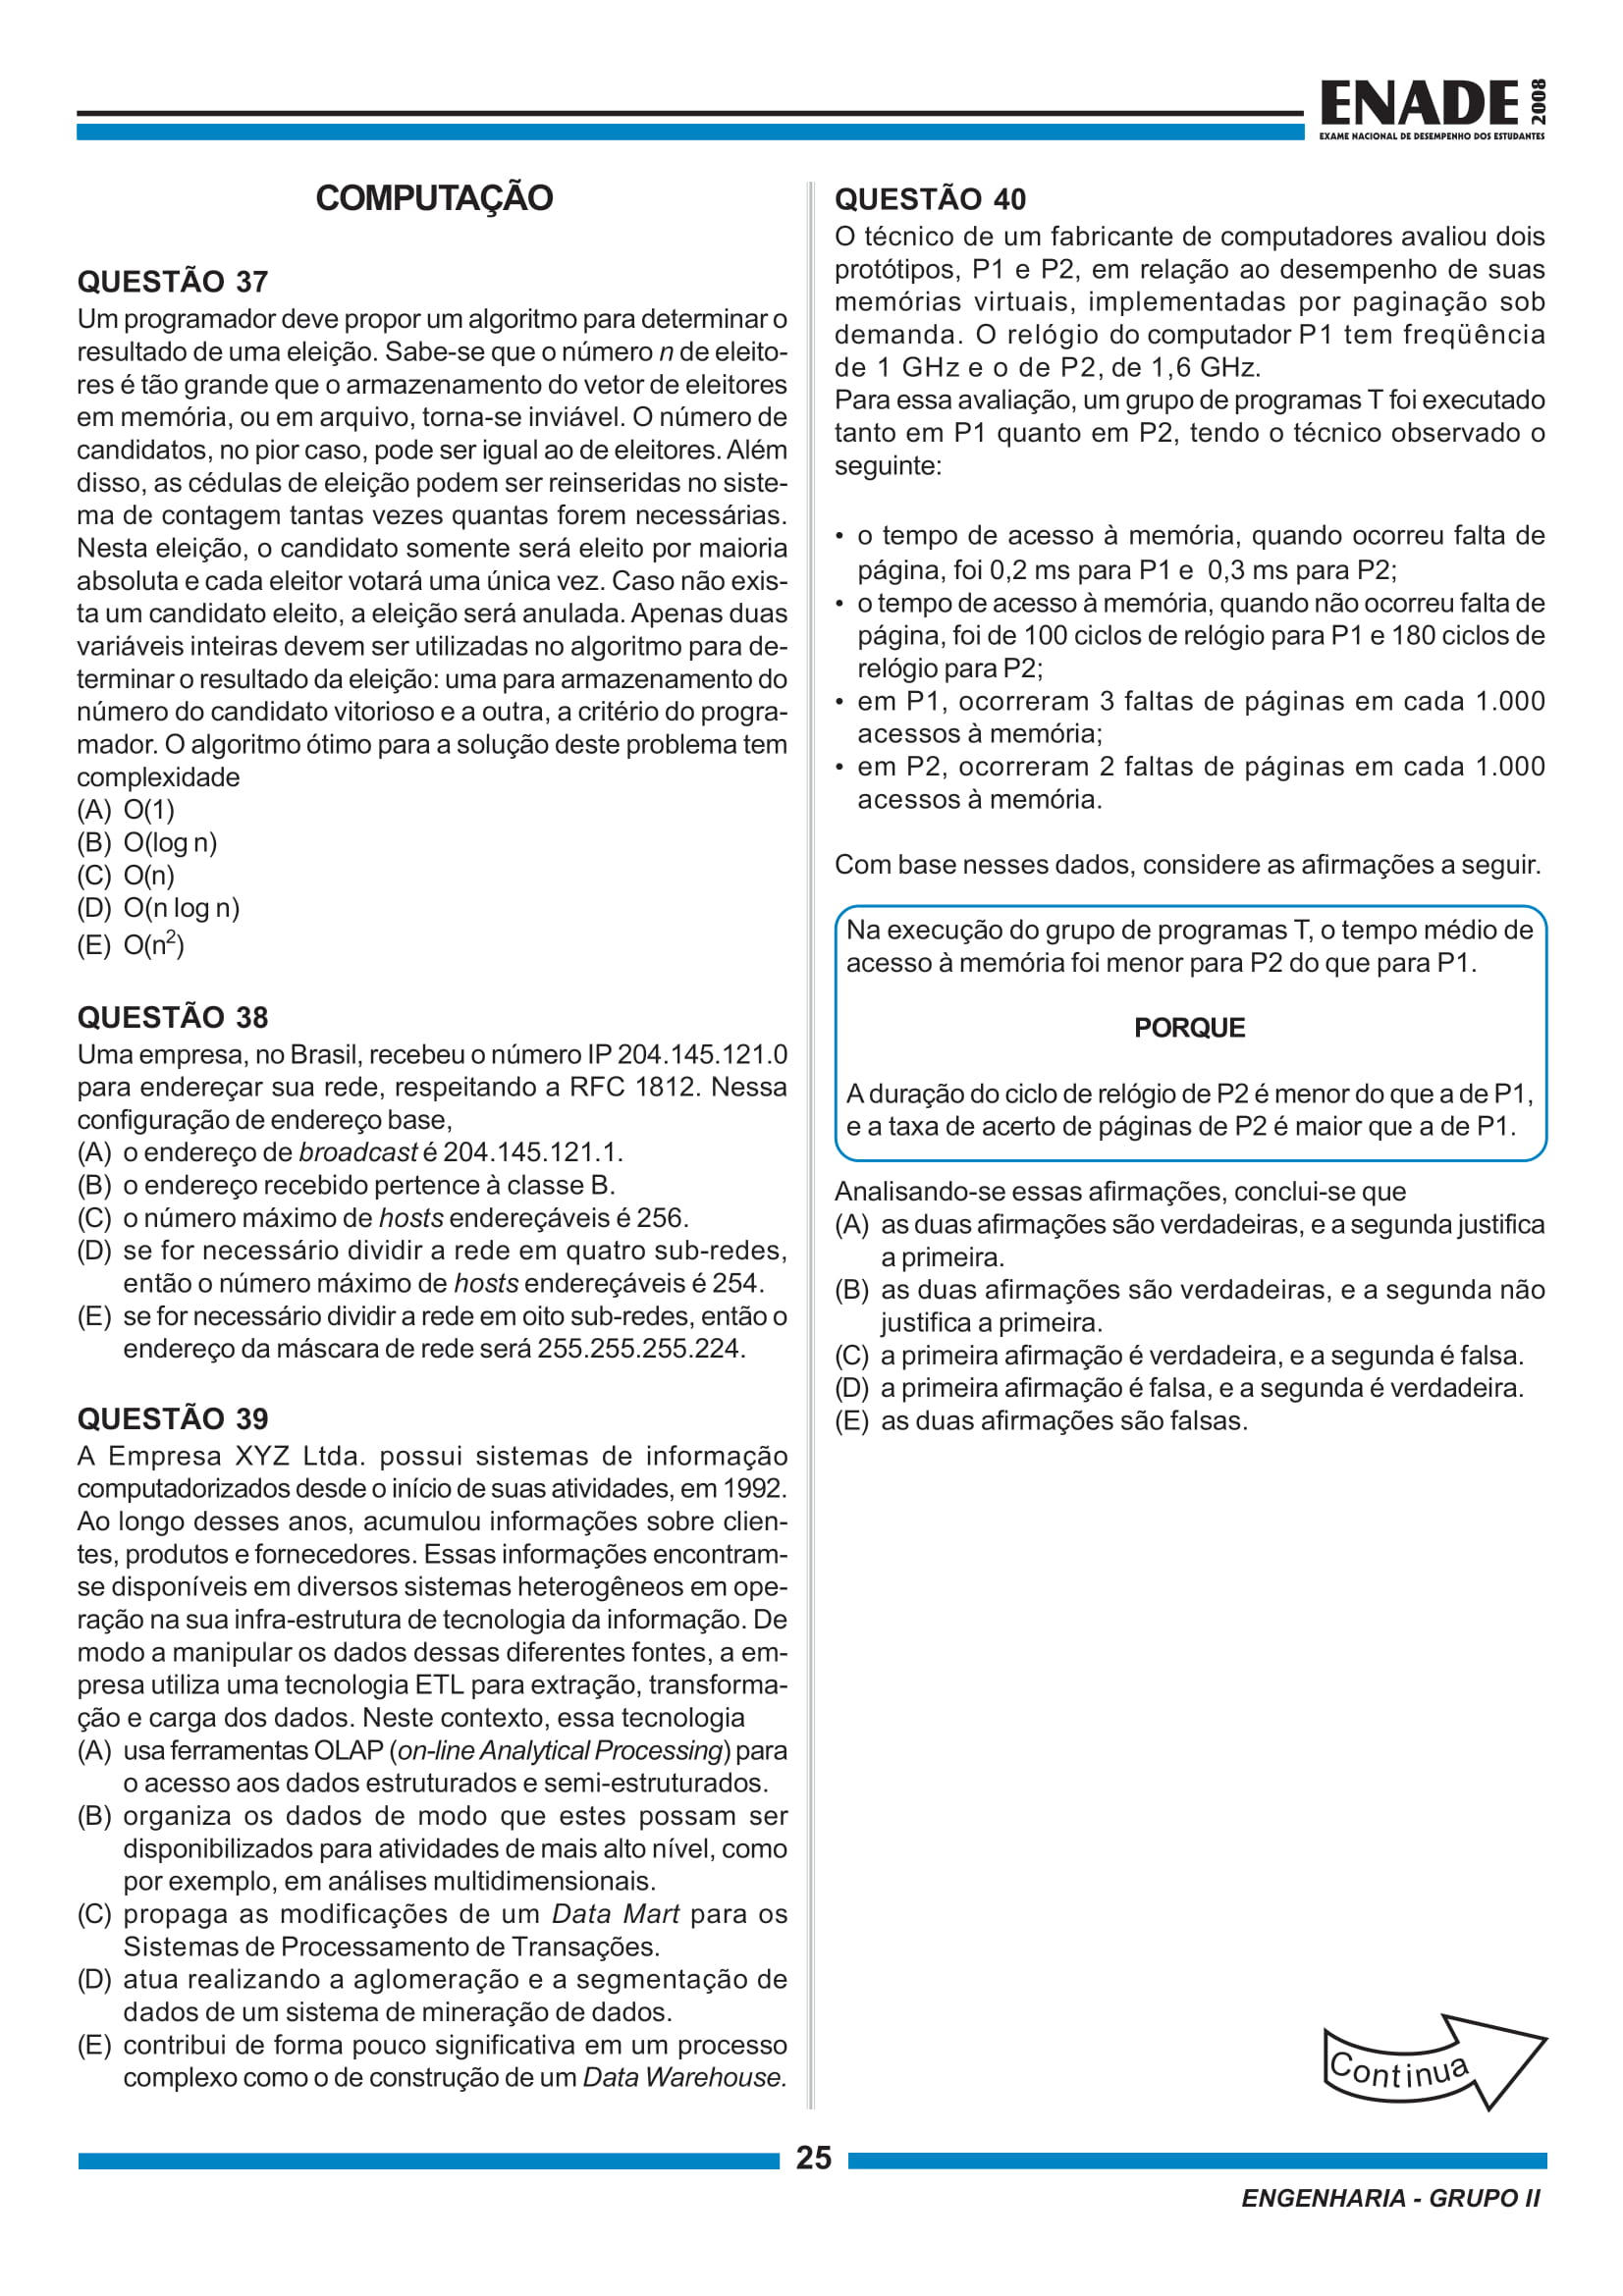 ENADE 2008
EXAME NACIONAL DE DESEMPENHO DOS ESTUDANTES
COMPUTAÇÃO
QUESTÃO 37
Um programador deve propor um algoritmo para determinar o
resultado de uma eleição. Sabe-se que o número n de eleito-
res é tão grande que o armazenamento do vetor de eleitores
em memória, ou em arquivo, torna-se inviável. O número de
candidatos, no pior caso, pode ser igual ao de eleitores. Além
disso, as cédulas de eleição podem ser reinseridas no siste-
ma de contagem tantas vezes quantas forem necessárias.
Nesta eleição, o candidato somente será eleito por maioria
absoluta e cada eleitor votará uma única vez. Caso não exis-
ta um candidato eleito, a eleição será anulada. Apenas duas
variáveis inteiras devem ser utilizadas no algoritmo para de-
terminar o resultado da eleição: uma para armazenamento do
número do candidato vitorioso e a outra, a critério do progra-
mador. O algoritmo ótimo para a solução deste problema tem
complexidade
(A) O(1)
(B) O(log n)
(C) O(n)
(D) O(n log n)
(E) O(n²)
QUESTÃO 38
Uma empresa, no Brasil, recebeu o número IP 204.145.121.0
para endereçar sua rede, respeitando a RFC 1812. Nessa
configuração de endereço base,
(A) o endereço de broadcast é 204.145.121.1.
(B) o endereço recebido pertence à classe B.
(C) o número máximo de hosts endereçáveis é 256.
(D) se for necessário dividir a rede em quatro sub-redes,
então o número máximo de hosts endereçáveis é 254.
(E) se for necessário dividir a rede em oito sub-redes, então o
endereço da máscara de rede será 255.255.255.224.
QUESTÃO 39
A Empresa XYZ Ltda. possui sistemas de informação
computadorizados desde o início de suas atividades, em 1992.
Ao longo desses anos, acumulou informações sobre clien-
tes, produtos e fornecedores. Essas informações encontram-
se disponíveis em diversos sistemas heterogêneos em ope-
ração na sua infra-estrutura de tecnologia da informação. De
modo a manipular os dados dessas diferentes fontes, a em-
presa utiliza uma tecnologia ETL para extração, transforma-
ção e carga dos dados. Neste contexto, essa tecnologia
(A) usa ferramentas OLAP (on-line Analytical Processing) para
o acesso aos dados estruturados e semi-estruturados.
(B) organiza os dados de modo que estes possam ser
disponibilizados para atividades de mais alto nível, como
por exemplo, em análises multidimensionais.
(C) propaga as modificações de um Data Mart para os
Sistemas de Processamento de Transações.
(D) atua realizando a aglomeração e a segmentação de
dados de um sistema de mineração de dados.
(E) contribui de forma pouco significativa em um processo
complexo como o de construção de um Data Warehouse.
QUESTÃO 40
O técnico de um fabricante de computadores avaliou dois
protótipos, P1 e P2, em relação ao desempenho de suas
memórias virtuais, implementadas por paginação sob
demanda. O relógio do computador P1 tem freqüência
de 1 GHz e o de P2, de 1,6 GHz.
Para essa avaliação, um grupo de programas T foi executado
tanto em P1 quanto em P2, tendo o técnico observado o
seguinte:
• o tempo de acesso à memória, quando ocorreu falta de
página, foi 0,2 ms para P1 e 0,3 ms para P2;
• o tempo de acesso à memória, quando não ocorreu falta de
página, foi de 100 ciclos de relógio para P1 e 180 ciclos de
relógio para P2;
• em P1, ocorreram 3 faltas de páginas em cada 1.000
acessos à memória;
• em P2, ocorreram 2 faltas de páginas em cada 1.000
acessos à memória.
Com base nesses dados, considere as afirmações a seguir.
Na execução do grupo de programas T, o tempo médio de
acesso à memória foi menor para P2 do que para P1.
PORQUE
A duração do ciclo de relógio de P2 é menor do que a de P1,
e a taxa de acerto de páginas de P2 é maior que a de P1.
Analisando-se essas afirmações, conclui-se que
(A) as duas afirmações são verdadeiras, e a segunda justifica
a primeira.
(B) as duas afirmações são verdadeiras, e a segunda não
justifica a primeira.
(C) a primeira afirmação é verdadeira, e a segunda é falsa.
(D) a primeira afirmação é falsa, e a segunda é verdadeira.
(E) as duas afirmações são falsas.
Continua
25
ENGENHARIA - GRUPO II